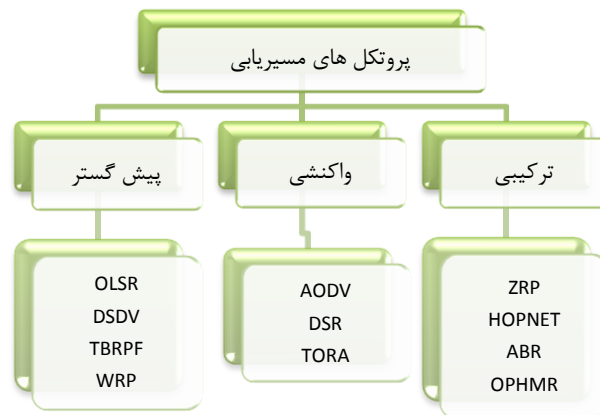 پروتکل های مسیریابی
ترکیبی
واکنشی
پیش گستر
ZRP
HOPNET
ABR
OPHMR
AODV
DSR
TORA
OLSR
DSDV
TBRPF
WRP